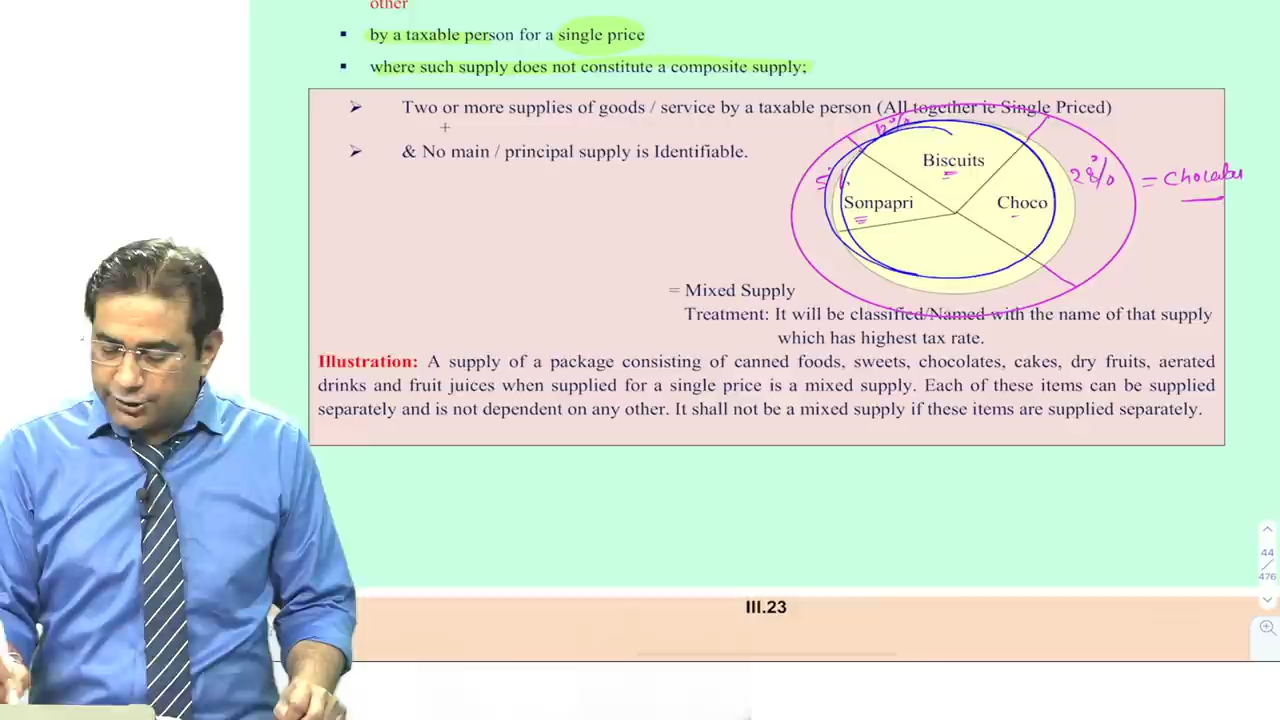 other
▪ by a taxable person for a single price
▪ where such supply does not constitute a composite supply;
➢ Two or more supplies of goods / service by a taxable person (All together ie Single Priced)
+
➢ & No main / principal supply is Identifiable.
Biscuits
5%
28%
Sonpapri
Choco
=
= Mixed Supply
Treatment: It will be classified/Named with the name of that supply
which has highest tax rate.
Illustration: A supply of a package consisting of canned foods, sweets, chocolates, cakes, dry fruits, aerated
drinks and fruit juices when supplied for a single price is a mixed supply. Each of these items can be supplied
separately and is not dependent on any other. It shall not be a mixed supply if these items are supplied separately.
44
/
476
III.23